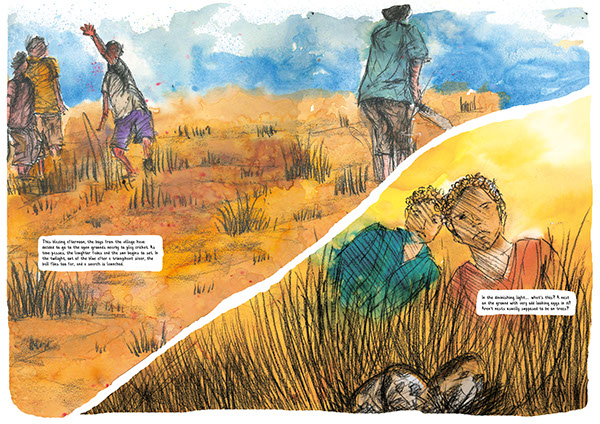 This blazing afternoon, the boys from the village have
decided to go to the open grounds nearby to play cricket. As
time passes, the laughter fades and the sun begins to set. In
the twilight, out of the blue after a triumphant sixer, the
ball flies too far, and a search is launched.
In the diminishing light... what's this? A nest
on the ground with very odd looking eggs in it?
Aren't nests usually supposed to be on trees?